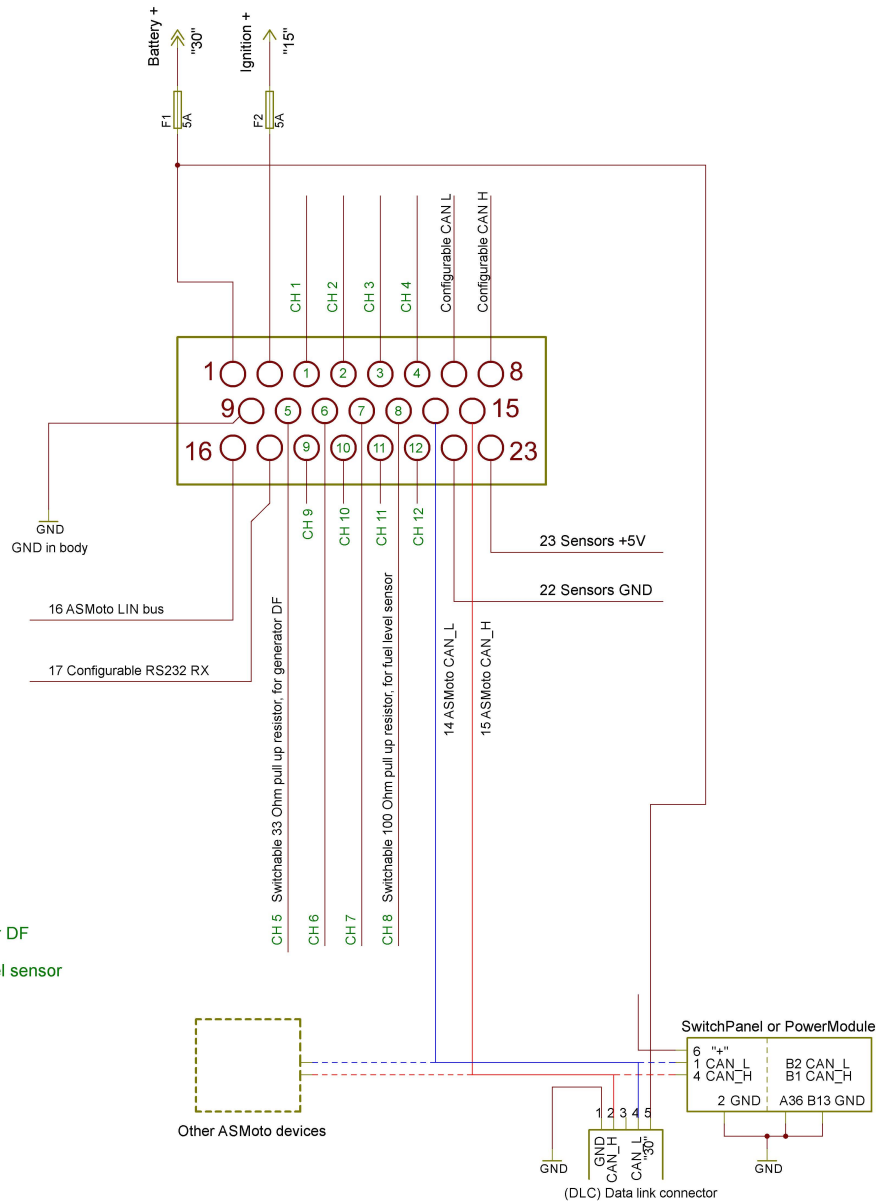 Battery +
"30"
Ignition +
"15"
F1
5A
F2
5A
CH 1
CH 2
CH 3
CH 4
Configurable CAN L
Configurable CAN H
1
1
2
3
4
8
9
5
6
7
8
15
16
9
10
11
12
23
GND
GND in body
CH 9
CH 10
CH 11
CH 12
23 Sensors +5V
22 Sensors GND
16 ASMoto LIN bus
17 Configurable RS232 RX
CH 5 Switchable 33 Ohm pull up resistor, for generator DF
CH 6
CH 7
CH 8 Switchable 100 Ohm pull up resistor, for fuel level sensor
14 ASMoto CAN_L
15 ASMoto CAN_H
DF
sensor
Other ASMoto devices
SwitchPanel or PowerModule
6 "+"
1 CAN_L
4 CAN_H
B2 CAN_L
B1 CAN_H
2 GND
A36 B13 GND
GND
1 2 3 4 5
GND
CAN_H
CAN_L
"30"
GND
(DLC) Data link connector